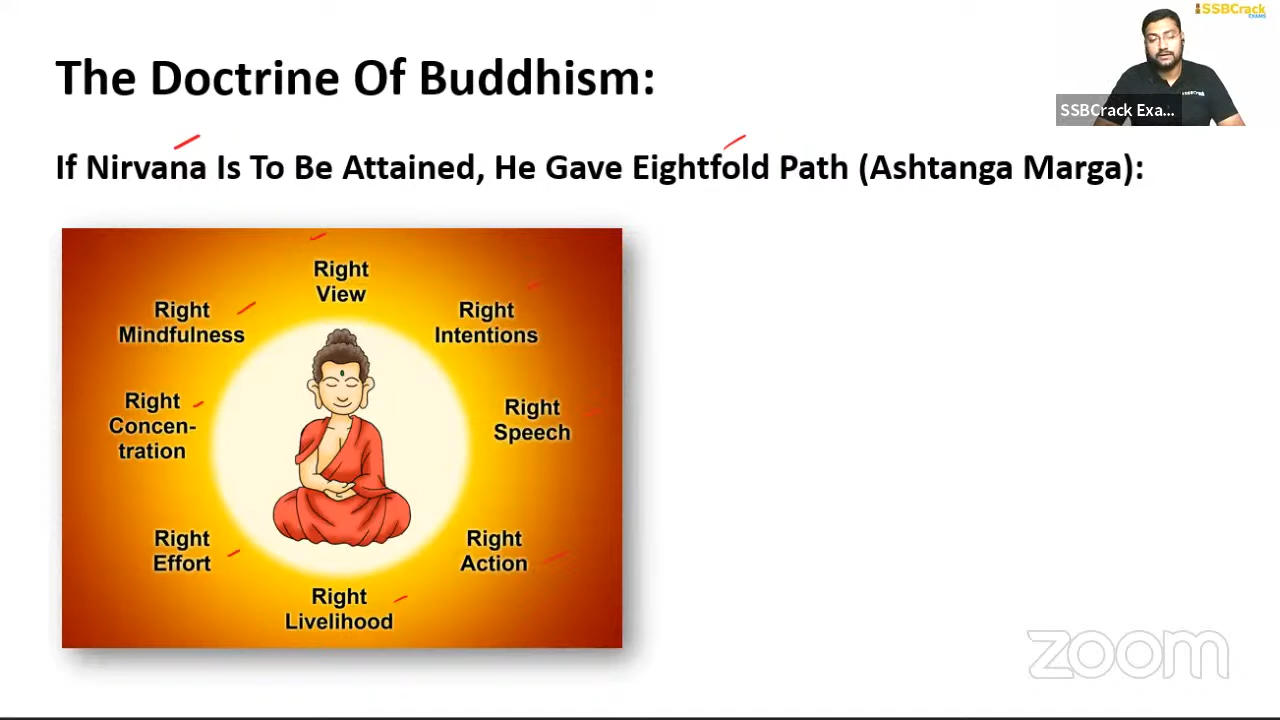 SSBCrack
EXAMS
The Doctrine Of Buddhism:
SSBCrack Exa...
If Nirvana Is To Be Attained, He Gave Eightfold Path (Ashtanga Marga):
Right
View
Right
Intentions
Right
Speech
Right
Action
Right
Livelihood
Right
Effort
Right
Concen-
tration
Right
Mindfulness
zoom